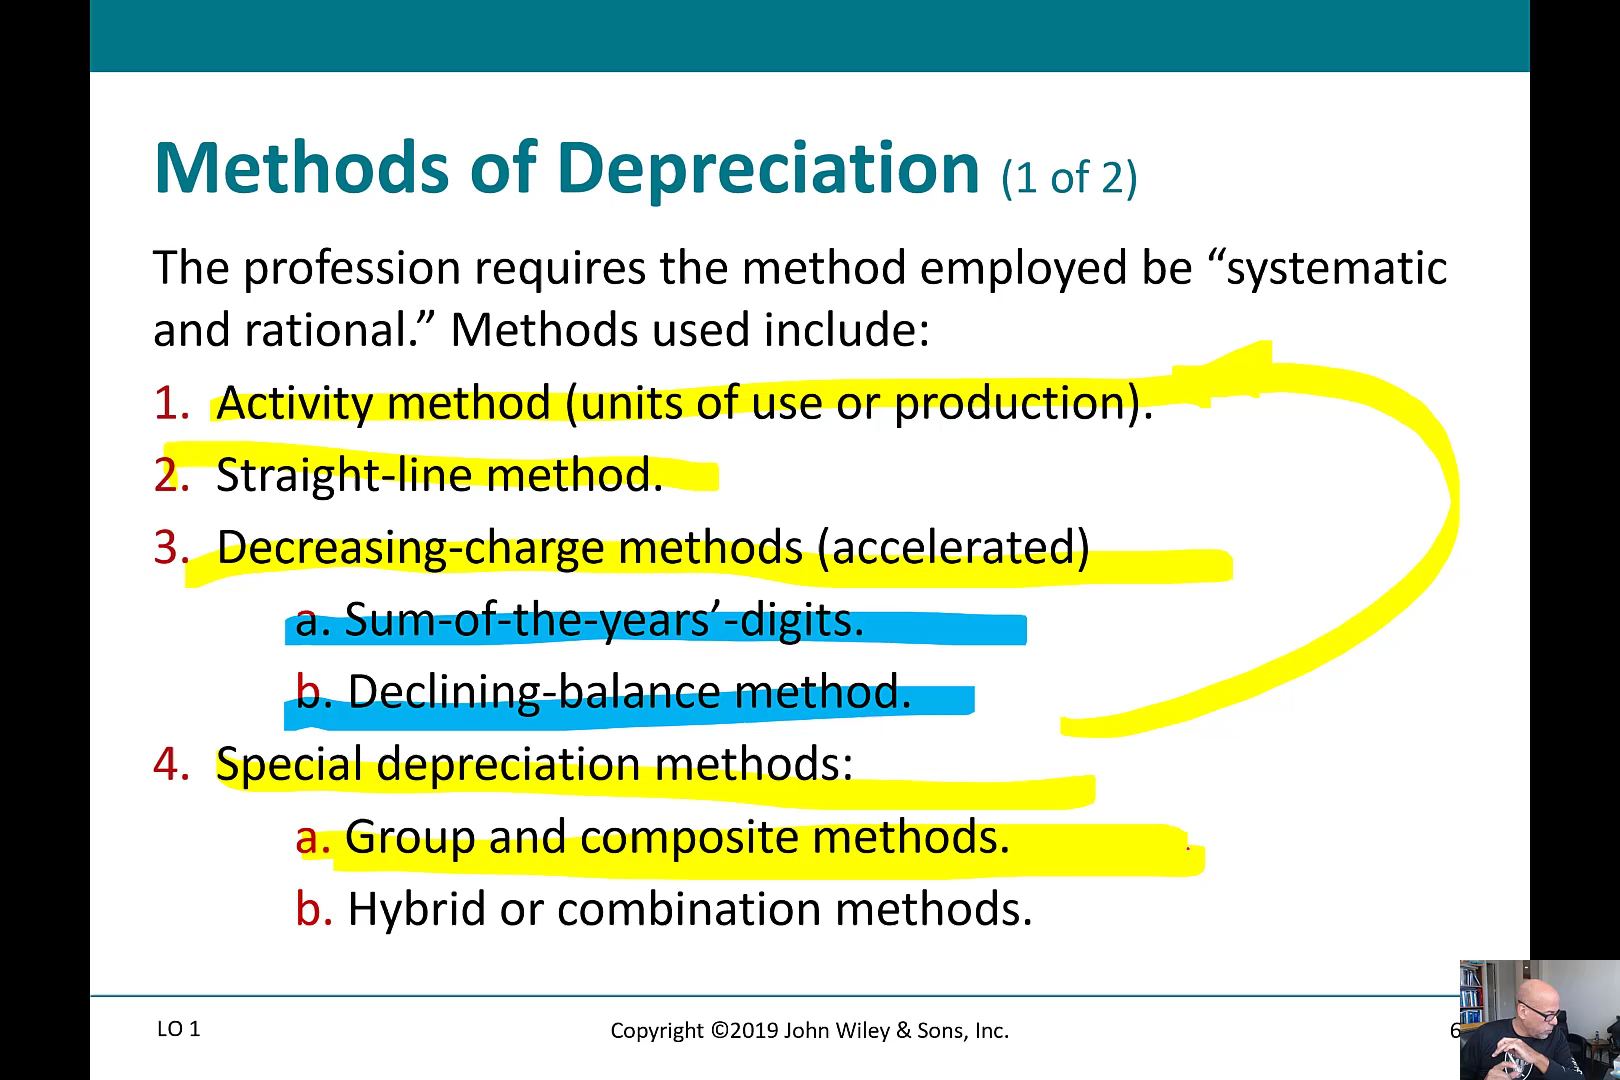 Methods of Depreciation (1 of 2)
The profession requires the method employed be “systematic
and rational.” Methods used include:
1. Activity method (units of use or production).
2. Straight-line method.
3. Decreasing-charge methods (accelerated)
a. Sum-of-the-years’-digits.
b. Declining-balance method.
4. Special depreciation methods:
a. Group and composite methods.
b. Hybrid or combination methods.
LO 1
Copyright ©2019 John Wiley & Sons, Inc.
6